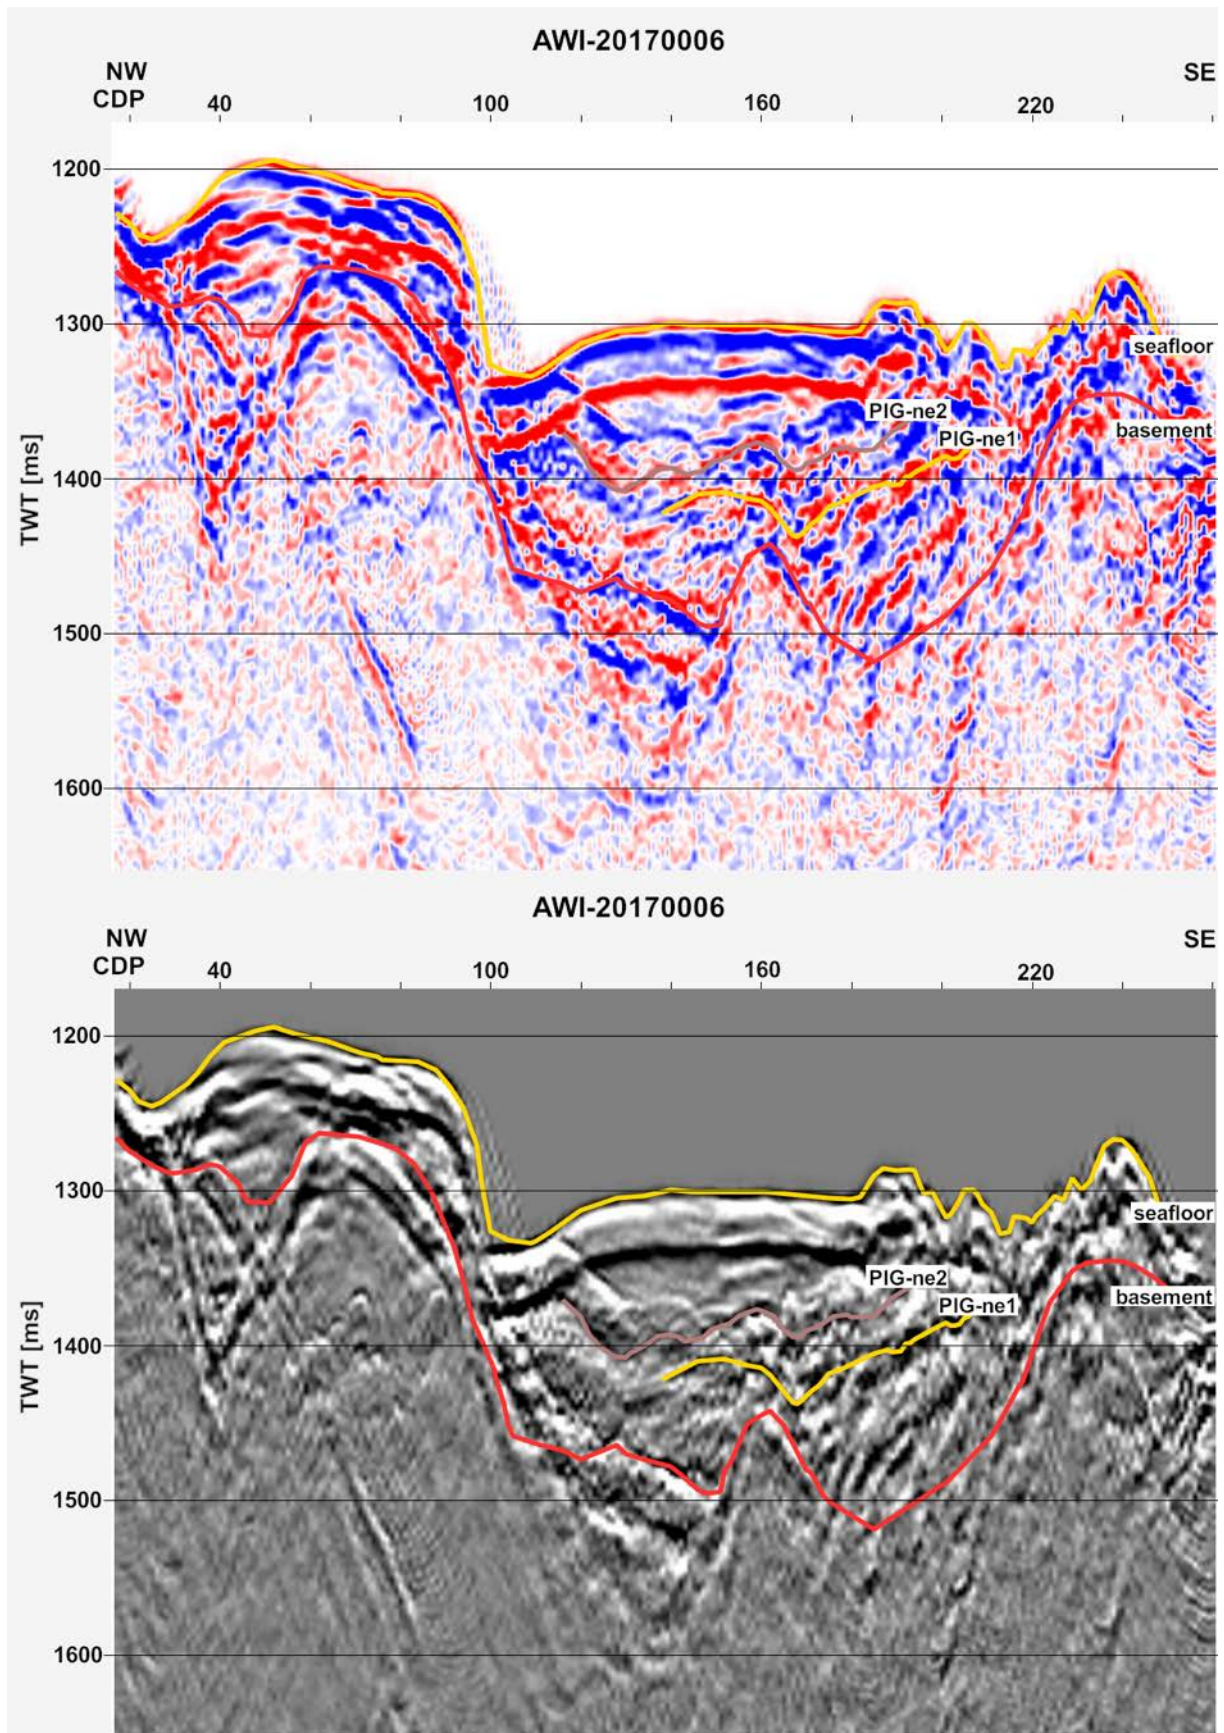 AWI-20170006
NW SE
CDP 40 100 160 220
1200
1300
seafloor
PIG-ne2
basement
PIG-ne1
1400
TWT [ms]
1500
1600
AWI-20170006
NW SE
CDP 40 100 160 220
1200
1300
seafloor
PIG-ne2
basement
PIG-ne1
1400
TWT [ms]
1500
1600